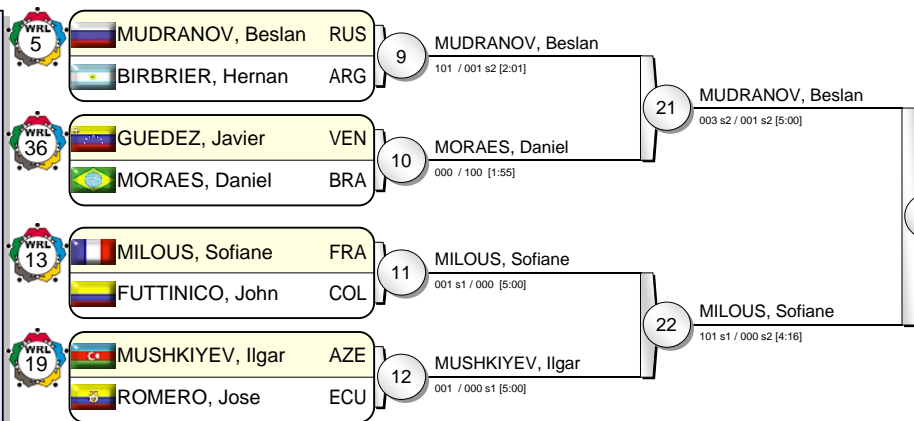 WRL
5
MUDRANOV, Beslan RUS
BIRBRIER, Hernan ARG
9
MUDRANOV, Beslan
101 / 001 s2 [2:01]
WRL
36
GUEDEZ, Javier VEN
MORAES, Daniel BRA
10
MORAES, Daniel
000 / 100 [1:55]
21
MUDRANOV, Beslan
003 s2 / 001 s2 [5:00]
WRL
13
MILOUS, Sofiane FRA
FUTTINICO, John COL
11
MILOUS, Sofiane
001 s1 / 000 [5:00]
WRL
19
MUSHKIYEV, Ilgar AZE
ROMERO, Jose ECU
12
MUSHKIYEV, Ilgar
001 / 000 s1 [5:00]
22
MILOUS, Sofiane
101 s1 / 000 s2 [4:16]